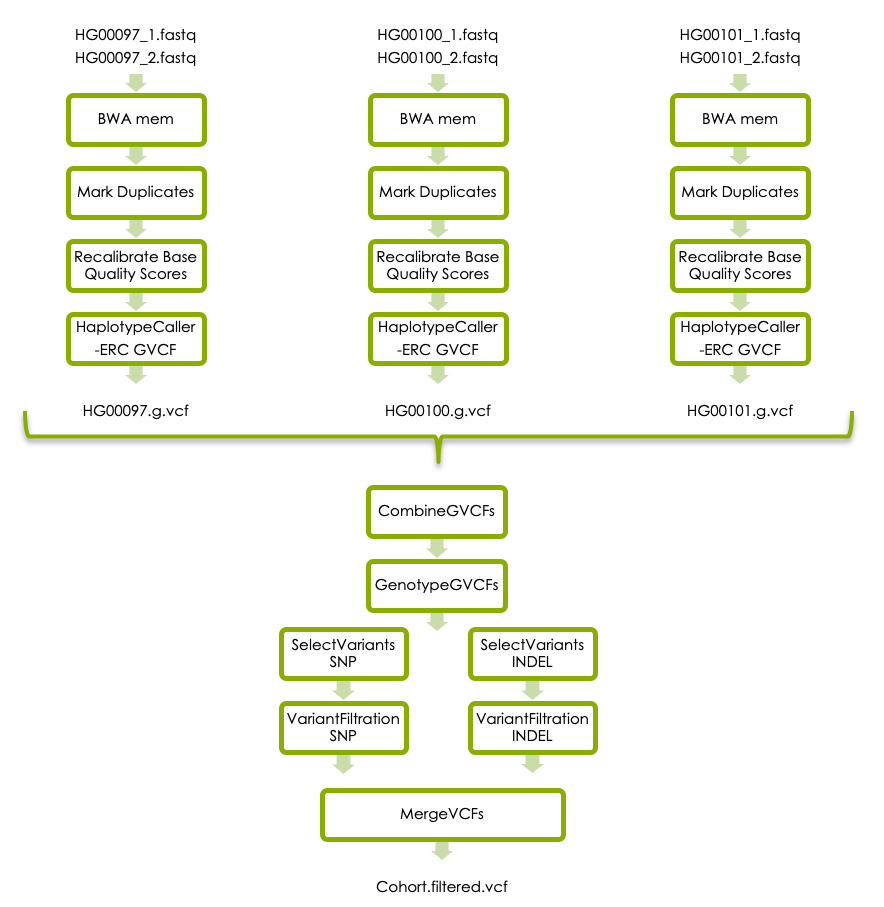 HG00097_1.fastq
HG00097_2.fastq
BWA mem
Mark Duplicates
Recalibrate Base
Quality Scores
HaplotypeCaller
-ERC GVCF
HG00097.g.vcf
HG00100_1.fastq
HG00100_2.fastq
BWA mem
Mark Duplicates
Recalibrate Base
Quality Scores
HaplotypeCaller
-ERC GVCF
HG00100.g.vcf
HG00101_1.fastq
HG00101_2.fastq
BWA mem
Mark Duplicates
Recalibrate Base
Quality Scores
HaplotypeCaller
-ERC GVCF
HG00101.g.vcf
CombineGVCFs
GenotypeGVCFs
SelectVariants
SNP
VariantFiltration
SNP
SelectVariants
INDEL
VariantFiltration
INDEL
MergeVCFs
Cohort.filtered.vcf